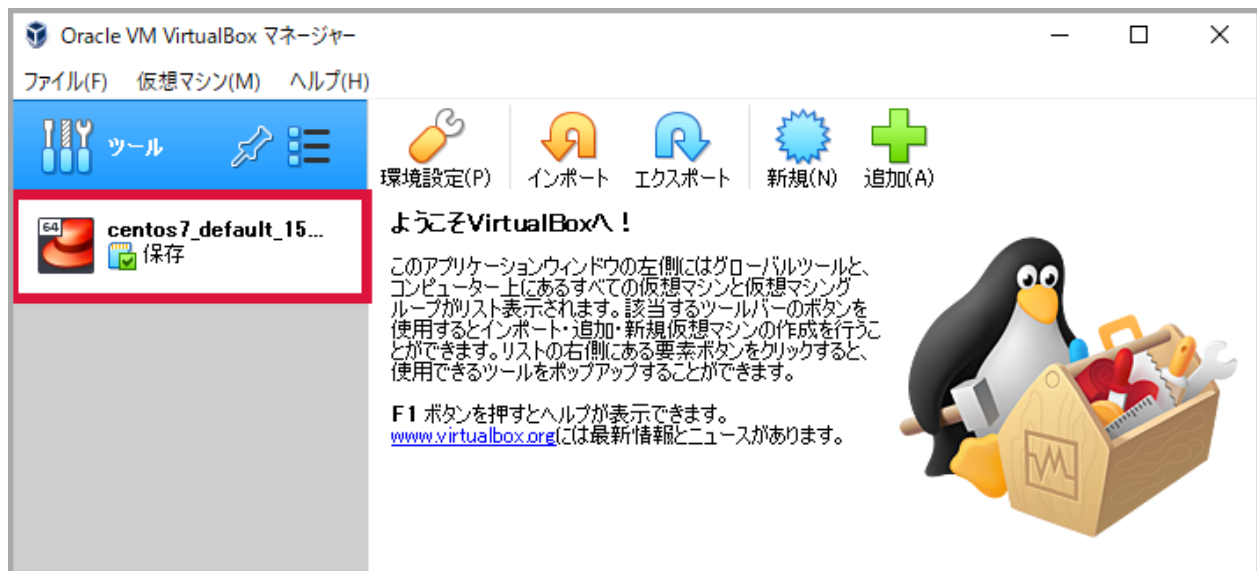 Oracle VM VirtualBox マネージャー
ファイル(F) 仮想マシン(M) ヘルプ(H)
ツール
環境設定(P) インポート エクスポート 新規(N) 追加(A)
64
centos7_default_15...
保存
ようこそVirtualBoxへ！
このアプリケーションウィンドウの左側にはグローバルツールと、
コンピューター上にあるすべての仮想マシンと仮想マシング
ループがリスト表示されます。該当するツールバーのボタンを
使用するとインポート・追加・新規仮想マシンの作成を行うこ
とができます。リストの右側にある要素ボタンをクリックすると、
使用できるツールをポップアップすることができます。
F1 ボタンを押すとヘルプが表示できます。
www.virtualbox.orgには最新情報とニュースがあります。